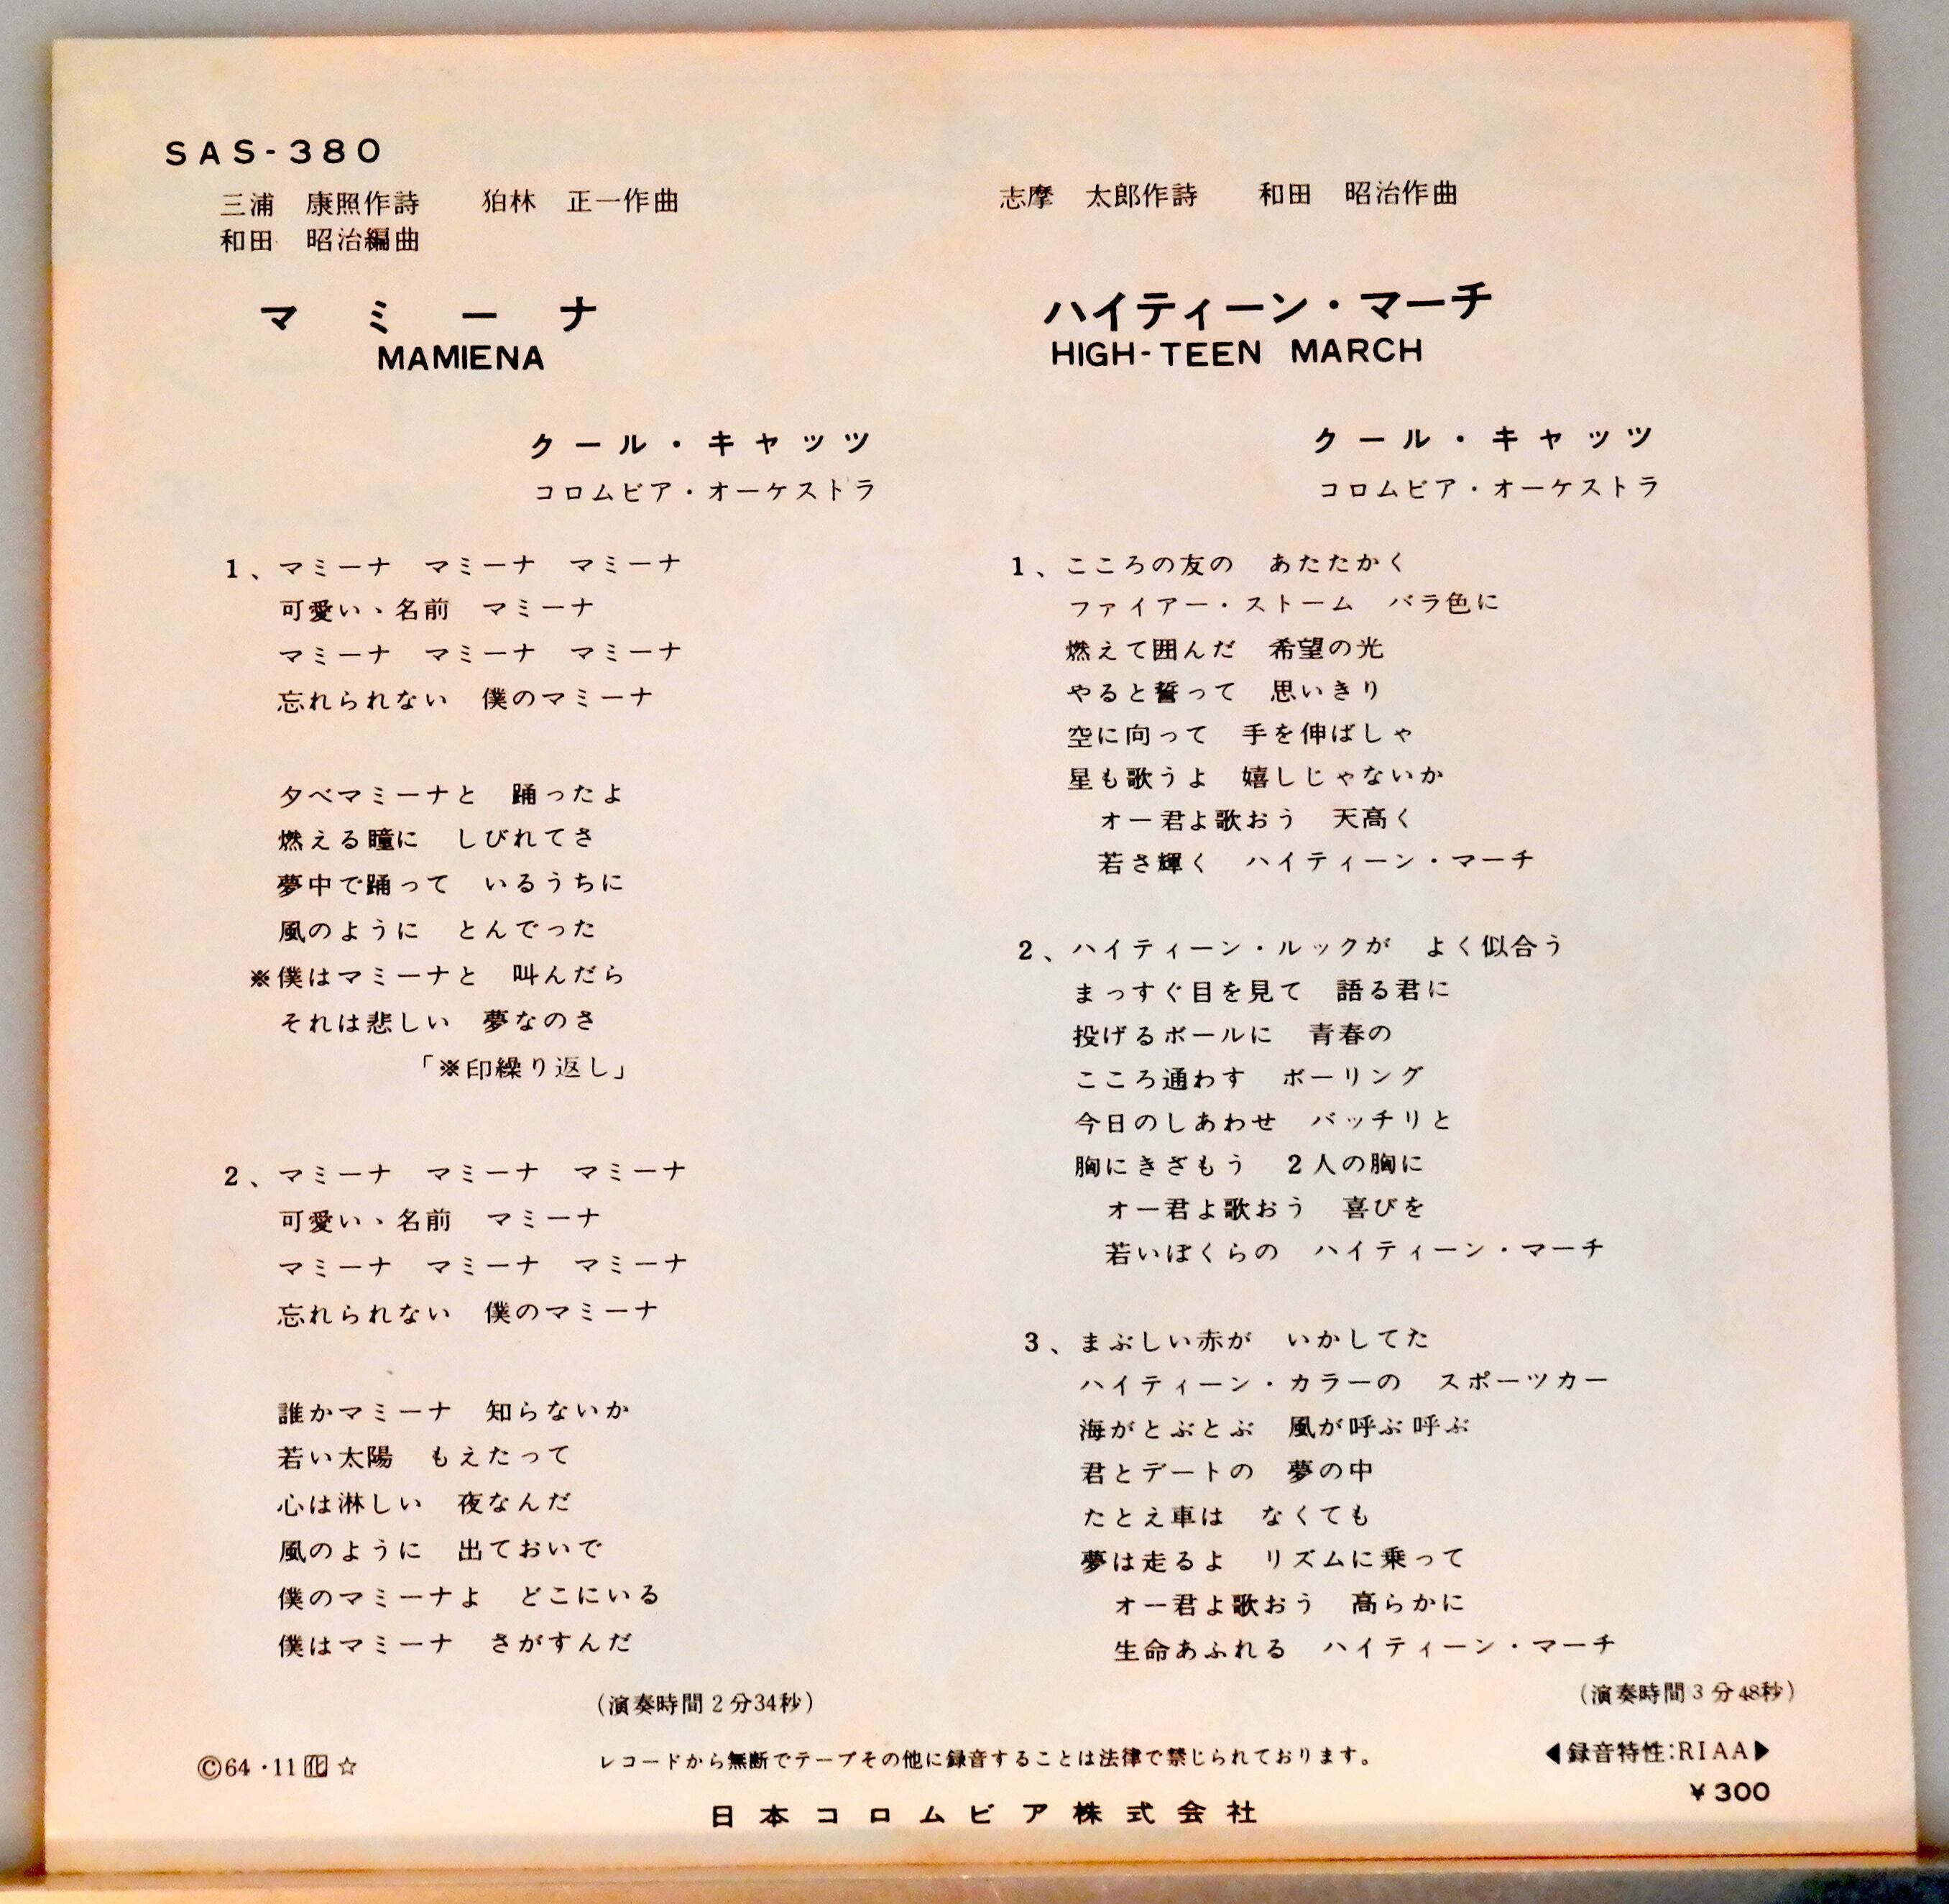 SAS-380
三浦　康照作詩　　狛林　正一作曲
和田　昭治編曲
マミーナ
MAMIENA
クール・キャッツ
コロムビア・オーケストラ
1、マミーナ　マミーナ　マミーナ
可愛い、名前　マミーナ
マミーナ　マミーナ　マミーナ
忘れられない　僕のマミーナ
夕べマミーナと　踊ったよ
燃える瞳に　しびれてさ
夢中で踊って　いるうちに
風のように　とんでった
※僕はマミーナと　叫んだら
それは悲しい　夢なのさ
「※印繰り返し」
2、マミーナ　マミーナ　マミーナ
可愛い、名前　マミーナ
マミーナ　マミーナ　マミーナ
忘れられない　僕のマミーナ
誰かマミーナ　知らないか
若い太陽　もえたって
心は淋しい　夜なんだ
風のように　出ておいで
僕のマミーナよ　どこにいる
僕はマミーナ　さがすんだ
（演奏時間2分34秒）
志摩　太郎作詩　　和田　昭治作曲
ハイティーン・マーチ
HIGH-TEEN MARCH
クール・キャッツ
コロムビア・オーケストラ
1、こころの友の　あたたかく
ファイアー・ストーム　バラ色に
燃えて囲んだ　希望の光
やると誓って　思いきり
空に向って　手を伸ばしゃ
星も歌うよ　嬉しじゃないか
オー君よ歌おう　天高く
若さ輝く　ハイティーン・マーチ
2、ハイティーン・ルックが　よく似合う
まっすぐ目を見て　語る君に
投げるボールに　青春の
こころ通わす　ボーリング
今日のしあわせ　バッチリと
胸にきざもう　2人の胸に
オー君よ歌おう　喜びを
若いぼくらの　ハイティーン・マーチ
3、まぶしい赤が　いかしてた
ハイティーン・カラーの　スポーツカー
海がとぶとぶ　風が呼ぶ呼ぶ
君とデートの　夢の中
たとえ車は　なくても
夢は走るよ　リズムに乗って
オー君よ歌おう　高らかに
生命あふれる　ハイティーン・マーチ
（演奏時間3分48秒）
©64・11 化 ☆
レコードから無断でテープその他に録音することは法律で禁じられております。
◀録音特性：RIAA▶
¥300
日本コロムビア株式会社